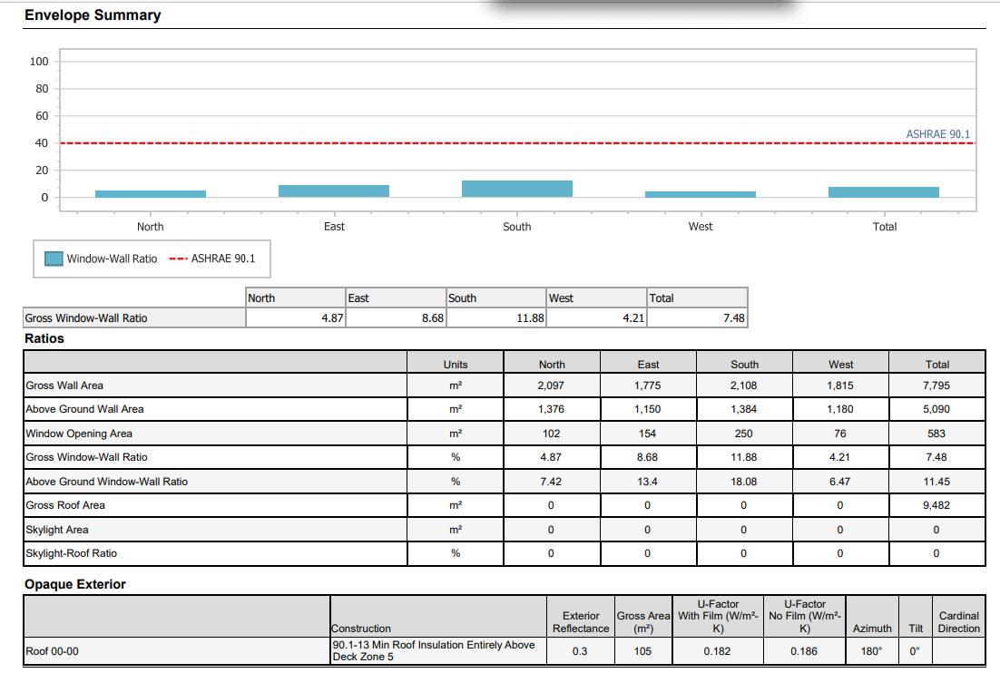 Envelope Summary
100
80
60
40
20
0
ASHRAE 90.1
North East South West Total
Window-Wall Ratio ASHRAE 90.1
North East South West Total
Gross Window-Wall Ratio 4.87 8.68 11.88 4.21 7.48
Ratios
Units North East South West Total
Gross Wall Area m² 2,097 1,775 2,108 1,815 7,795
Above Ground Wall Area m² 1,376 1,150 1,384 1,180 5,090
Window Opening Area m² 102 154 250 76 583
Gross Window-Wall Ratio % 4.87 8.68 11.88 4.21 7.48
Above Ground Window-Wall Ratio % 7.42 13.4 18.08 6.47 11.45
Gross Roof Area m² 0 0 0 0 9,482
Skylight Area m² 0 0 0 0 0
Skylight-Roof Ratio % 0 0 0 0 0
Opaque Exterior
Construction
Exterior
Reflectance
Gross Area
(m²)
U-Factor
With Film (W/m²-
K)
U-Factor
No Film (W/m²-
K)
Azimuth
Tilt
Cardinal
Direction
Roof 00-00
90.1-13 Min Roof Insulation Entirely Above
Deck Zone 5
0.3 105 0.182 0.186 180° 0°